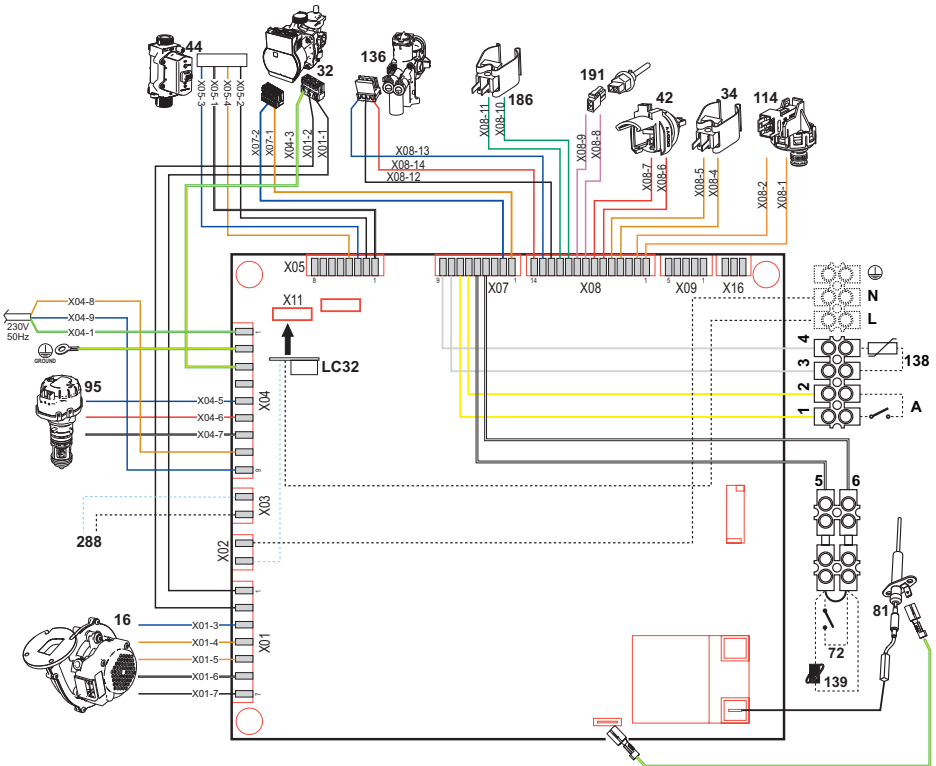 44
32
136
186
191
42
34
114
X05-3
X05-1
X05-4
X05-2
X07-2
X07-1
X04-3
X01-2
X01-1
X08-13
X08-14
X08-12
X08-11
X08-10
X08-9
X08-8
X08-7
X08-6
X08-5
X08-4
X08-2
X08-1
X05
8
1
9
X07
1
14
X08
1
5
X09
1
X16
X11
LC32
X04-8
X04-9
X04-1
230V
50Hz
GROUND
95
X04-5
X04-6
X04-7
1
X04
9
X03
288
X02
1
X01
7
16
X01-3
X01-4
X01-5
X01-6
X01-7
N
L
4
3
2
1
138
A
5
6
72
139
81